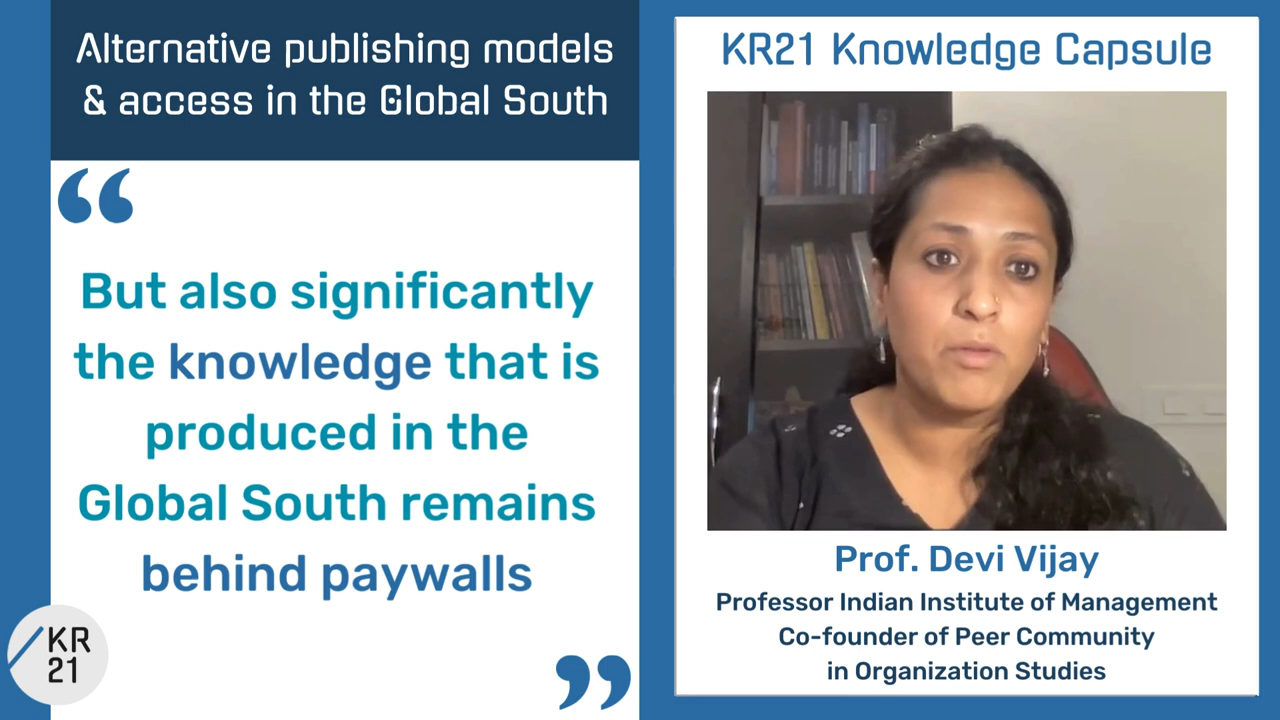 Alternative publishing models
& access in the Global South
“
But also significantly
the knowledge that is
produced in the
Global South remains
behind paywalls
”
KR
21
KR21 Knowledge Capsule
Prof. Devi Vijay
Professor Indian Institute of Management
Co-founder of Peer Community
in Organization Studies